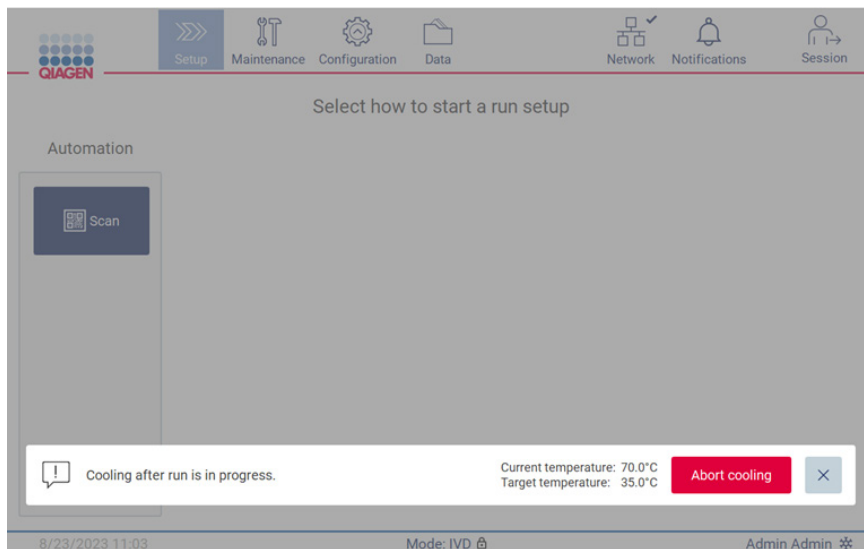 QIAGEN
Setup
Maintenance
Configuration
Data
Network
Notifications
Session
Select how to start a run setup
Automation
Scan
Cooling after run is in progress.
Current temperature: 70.0°C
Target temperature: 35.0°C
Abort cooling
8/23/2023 11:03
Mode: IVD
Admin Admin